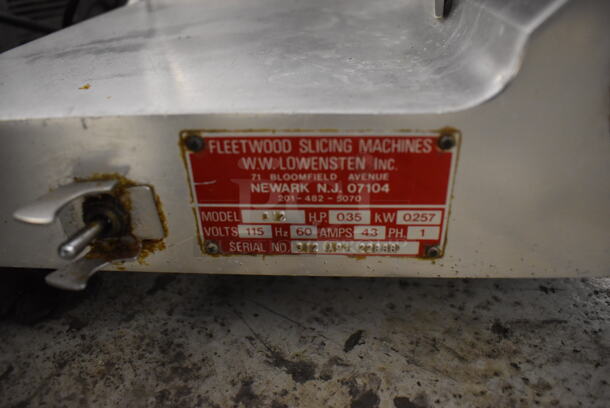 FLEETWOOD SLICING MACHINES
W.W. LOWENSTEN INC.
71 BLOOMFIELD AVENUE
NEWARK N.J. 07104
201-482-5070
MODEL H.P. 035 KW 0257
VOLTS 115 Hz 60 AMPS 43 PH. 1
SERIAL NO.